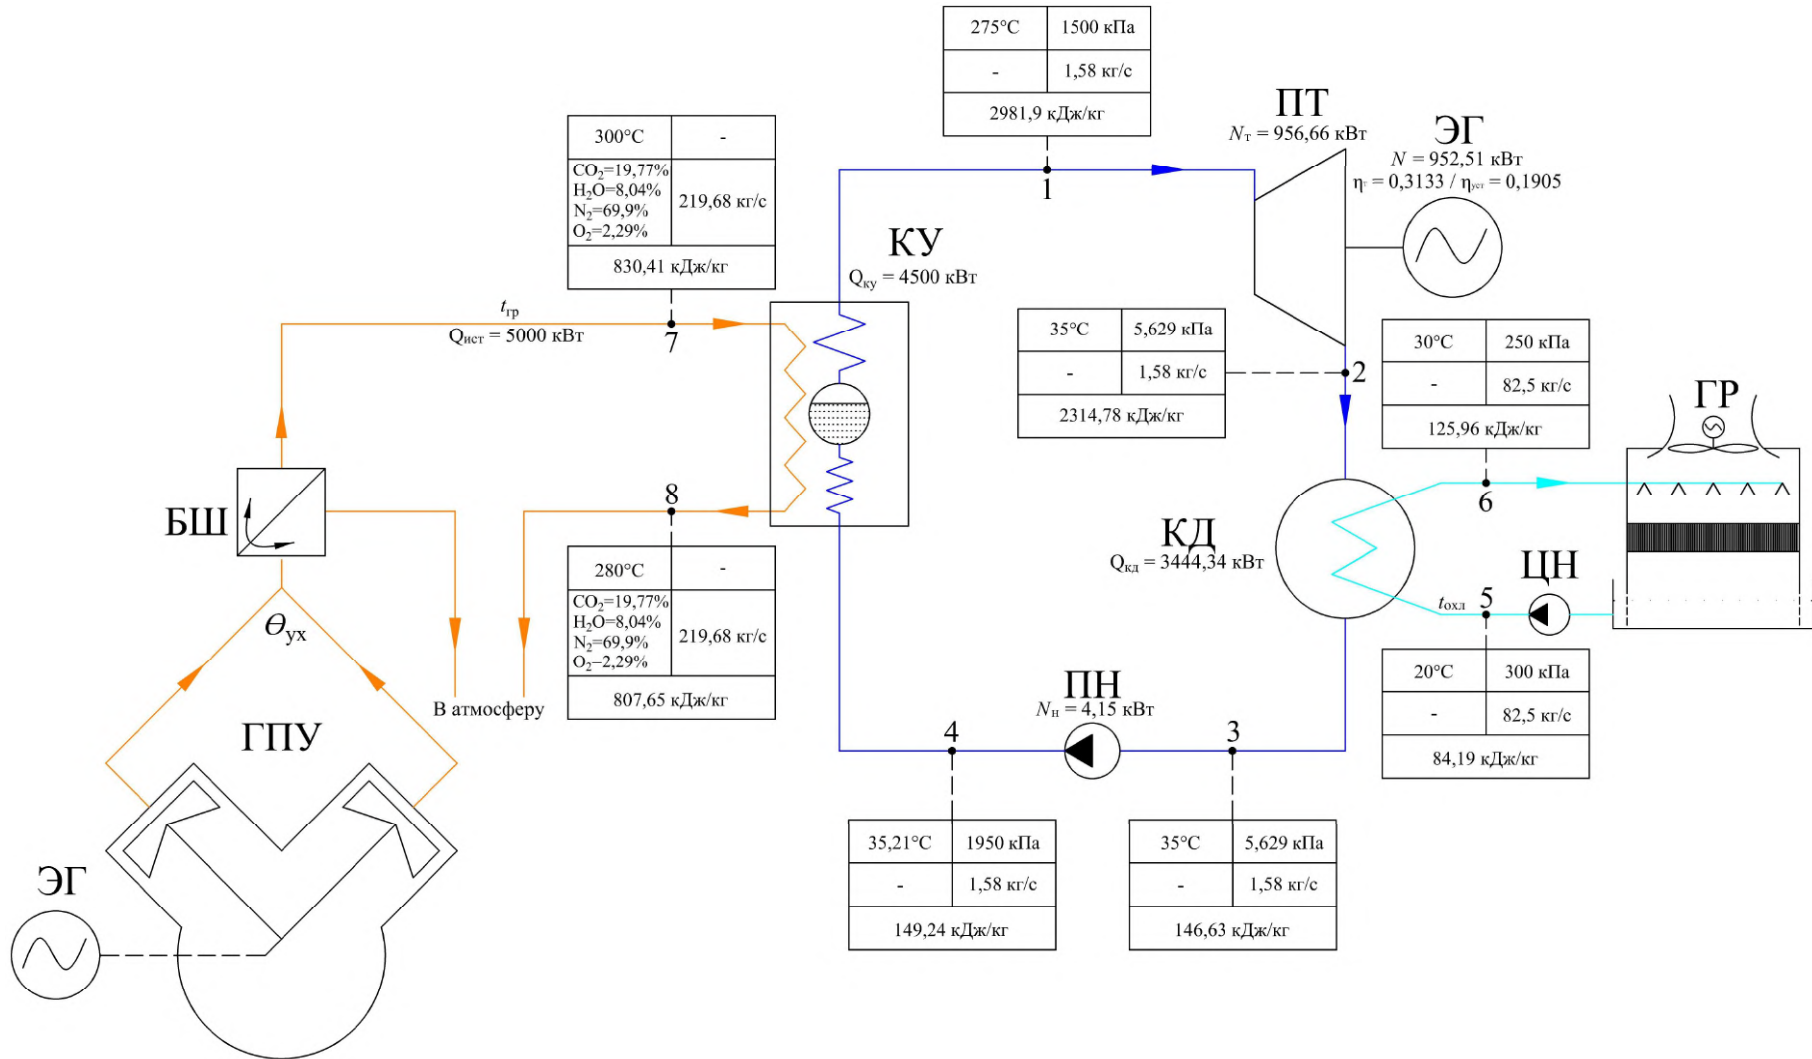 275°C 1500 кПа
- 1,58 кг/с
2981,9 кДж/кг
ПТ
Nт = 956,66 кВт
ЭГ
N = 952,51 кВт
ηт = 0,3133 / ηуст = 0,1905
1
300°C -
CO2=19,77%
H2O=8,04%
N2=69,9%
O2=2,29%
219,68 кг/с
830,41 кДж/кг
КУ
Qку = 4500 кВт
tгр
Qист = 5000 кВт
7
35°C 5,629 кПа
- 1,58 кг/с
2314,78 кДж/кг
2
30°C 250 кПа
- 82,5 кг/с
125,96 кДж/кг
6
ГР
БШ
8
280°C -
CO2=19,77%
H2O=8,04%
N2=69,9%
O2−2,29%
219,68 кг/с
807,65 кДж/кг
КД
Qкд = 3444,34 кВт
ЦН
tохл
5
20°C 300 кПа
- 82,5 кг/с
84,19 кДж/кг
Θух
В атмосферу
ГПУ
ПН
Nн = 4,15 кВт
4
3
35,21°C 1950 кПа
- 1,58 кг/с
149,24 кДж/кг
35°C 5,629 кПа
- 1,58 кг/с
146,63 кДж/кг
ЭГ